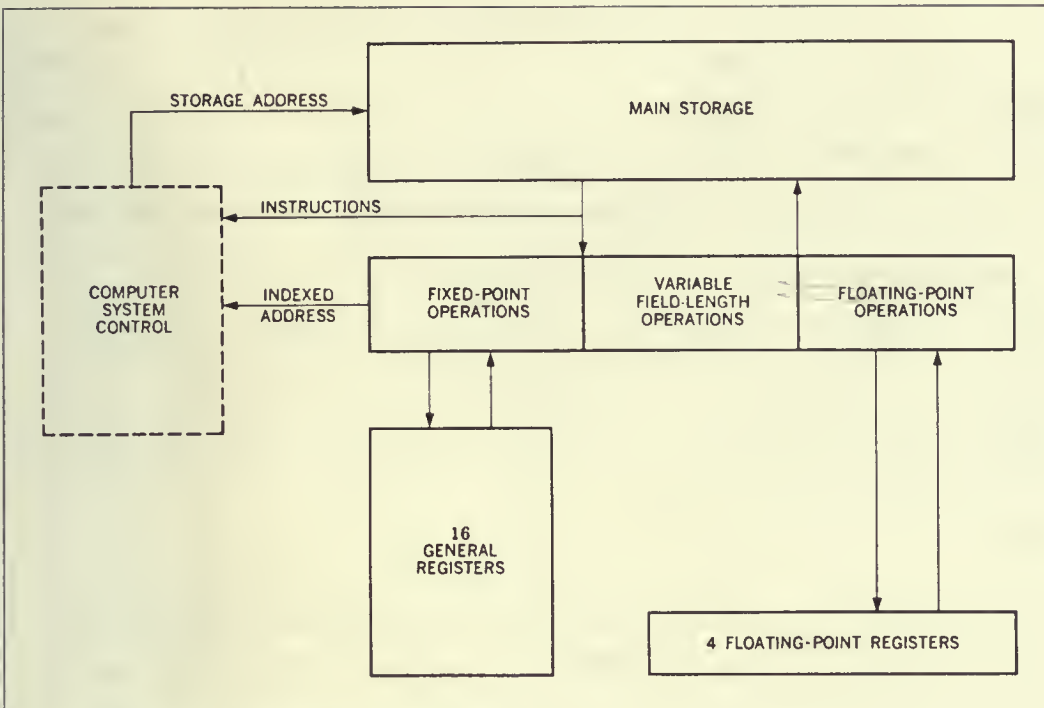 STORAGE ADDRESS
MAIN STORAGE
INSTRUCTIONS
COMPUTER
SYSTEM
CONTROL
INDEXED
ADDRESS
FIXED-POINT
OPERATIONS
VARIABLE
FIELD-LENGTH
OPERATIONS
FLOATING-POINT
OPERATIONS
16
GENERAL
REGISTERS
4 FLOATING-POINT REGISTERS